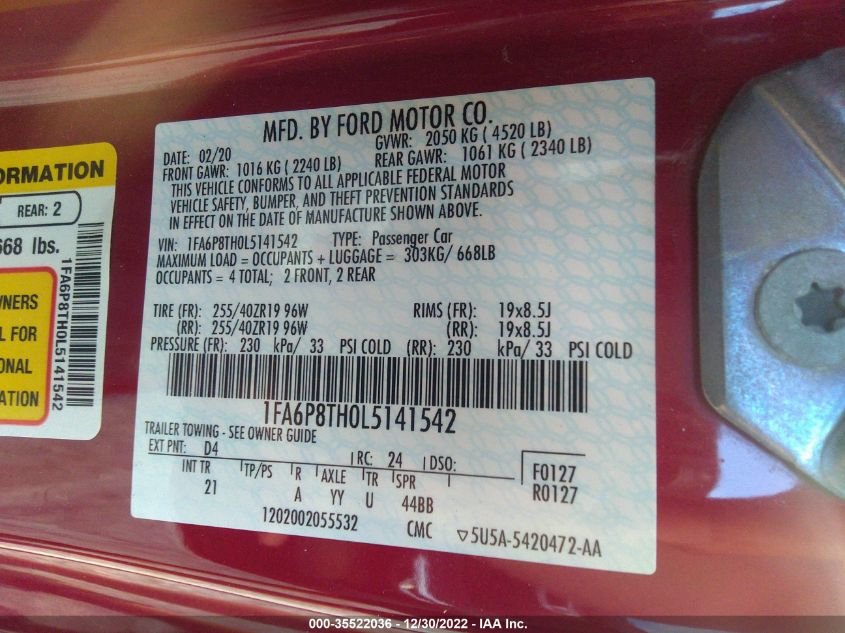 ORMATION
REAR: 2
668 lbs.
1FA6P8TH0L5141542
WNERS
L FOR
ONAL
ATION
MFD. BY FORD MOTOR CO.
DATE: 02/20 GVWR: 2050 KG ( 4520 LB)
FRONT GAWR: 1016 KG ( 2240 LB) REAR GAWR: 1061 KG ( 2340 LB)
THIS VEHICLE CONFORMS TO ALL APPLICABLE FEDERAL MOTOR
VEHICLE SAFETY, BUMPER, AND THEFT PREVENTION STANDARDS
IN EFFECT ON THE DATE OF MANUFACTURE SHOWN ABOVE.
VIN: 1FA6P8TH0L5141542 TYPE: Passenger Car
MAXIMUM LOAD = OCCUPANTS + LUGGAGE = 303KG/ 668LB
OCCUPANTS = 4 TOTAL; 2 FRONT, 2 REAR
TIRE (FR): 255/40ZR19 96W RIMS (FR): 19x8.5J
(RR): 255/40ZR19 96W (RR): 19x8.5J
PRESSURE (FR): 230 kPa/ 33 PSI COLD (RR): 230 kPa/ 33 PSI COLD
1FA6P8TH0L5141542
TRAILER TOWING - SEE OWNER GUIDE
EXT PNT: D4 RC: 24 DSO: F0127
INT TR TP/PS R AXLE TR SPR R0127
21 A YY U 44BB
1202002055532 CMC ▽5U5A-5420472-AA
000-35522036 - 12/30/2022 - IAA Inc.